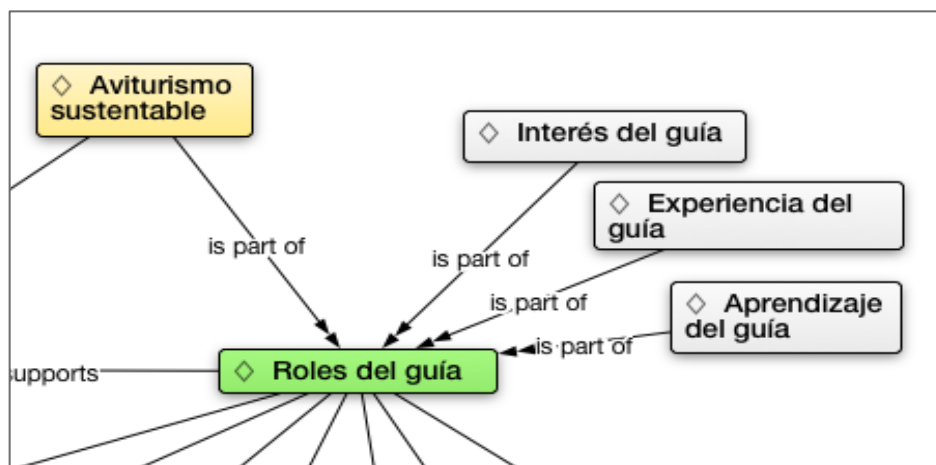 Aviturismo
sustentable
Interés del guía
Experiencia del
guía
is part of
is part of
is part of
Aprendizaje
del guía
is part of
supports
Roles del guía